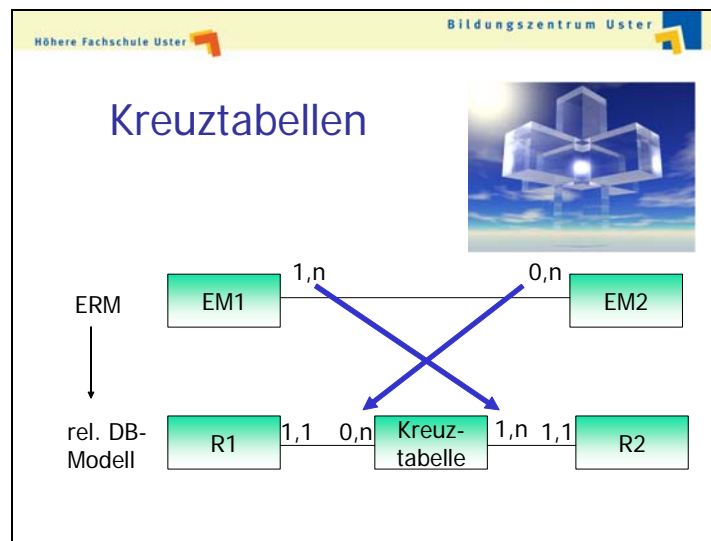 Höhere Fachschule Uster
Bildungszentrum Uster
Kreuztabellen
1,n
0,n
ERM
EM1
EM2
rel. DB-
Modell
R1
1,1
0,n
Kreuz-
tabelle
1,n
1,1
R2